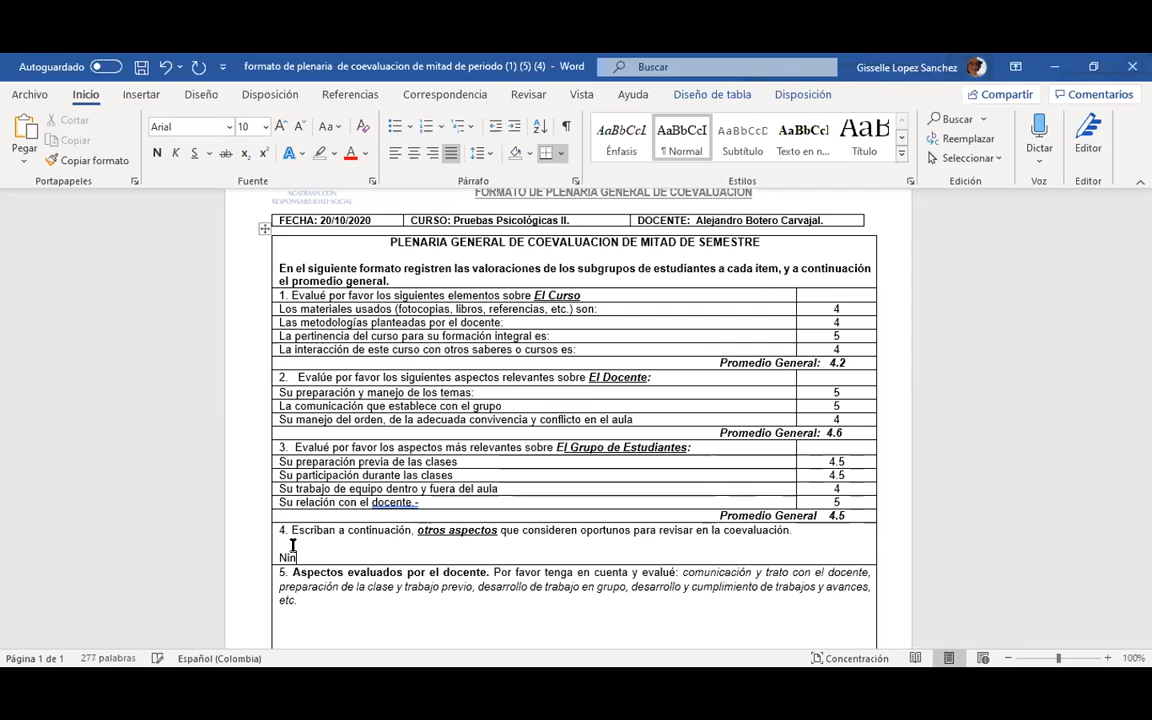 Autoguardado formato de plenaria de coevaluacion de mitad de periodo (1) (5) (4) - Word Buscar Gisselle Lopez Sanchez
Archivo Inicio Insertar Diseño Disposición Referencias Correspondencia Revisar Vista Ayuda Diseño de tabla Disposición Compartir Comentarios
Pegar Cortar Copiar Copiar formato
Arial 10
N K S ab x₂ x²
AaBbCcI Énfasis
AaBbCcI ¶ Normal
AaBbCcI Subtítulo
AaBbCcl Texto en n...
AaB Título
Buscar
Reemplazar
Seleccionar
Dictar
Editor
Portapapeles Fuente Párrafo Estilos Edición Voz Editor
ACADEMIA CON
RESPONSABILIDAD SOCIAL
FORMATO DE PLENARIA GENERAL DE COEVALUACION
FECHA: 20/10/2020 CURSO: Pruebas Psicológicas II. DOCENTE: Alejandro Botero Carvajal.
PLENARIA GENERAL DE COEVALUACION DE MITAD DE SEMESTRE
En el siguiente formato registren las valoraciones de los subgrupos de estudiantes a cada ítem, y a continuación
el promedio general.
1. Evalué por favor los siguientes elementos sobre El Curso
Los materiales usados (fotocopias, libros, referencias, etc.) son: 4
Las metodologías planteadas por el docente: 4
La pertinencia del curso para su formación integral es: 5
La interacción de este curso con otros saberes o cursos es: 4
Promedio General: 4.2
2. Evalúe por favor los siguientes aspectos relevantes sobre El Docente:
Su preparación y manejo de los temas: 5
La comunicación que establece con el grupo 5
Su manejo del orden, de la adecuada convivencia y conflicto en el aula 4
Promedio General: 4.6
3. Evalué por favor los aspectos más relevantes sobre El Grupo de Estudiantes:
Su preparación previa de las clases 4.5
Su participación durante las clases 4.5
Su trabajo de equipo dentro y fuera del aula 4
Su relación con el docente.- 5
Promedio General 4.5
4. Escriban a continuación, otros aspectos que consideren oportunos para revisar en la coevaluación.
Nin
5. Aspectos evaluados por el docente. Por favor tenga en cuenta y evalué: comunicación y trato con el docente,
preparación de la clase y trabajo previo, desarrollo de trabajo en grupo, desarrollo y cumplimiento de trabajos y avances,
etc.
Página 1 de 1 277 palabras Español (Colombia) Concentración 100%